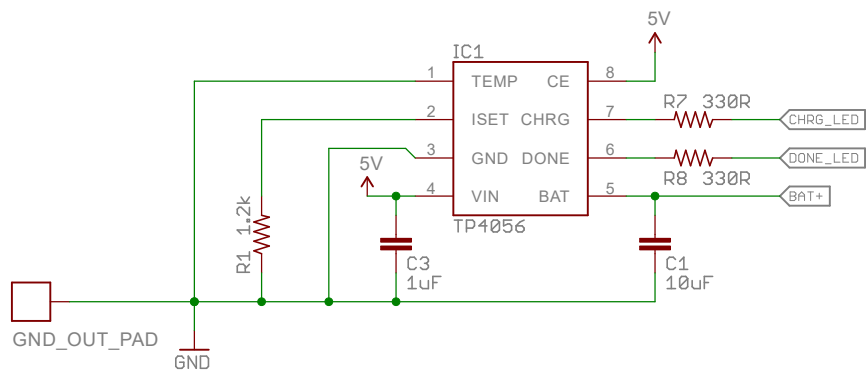 5V
IC1
1 TEMP CE 8
R7 330R
2 ISET CHRG 7 CHRG_LED
3 GND DONE 6 DONE_LED
5V
R8 330R
4 VIN BAT 5 BAT+
TP4056
R1 1.2k
C3
1uF
C1
10uF
GND_OUT_PAD
GND